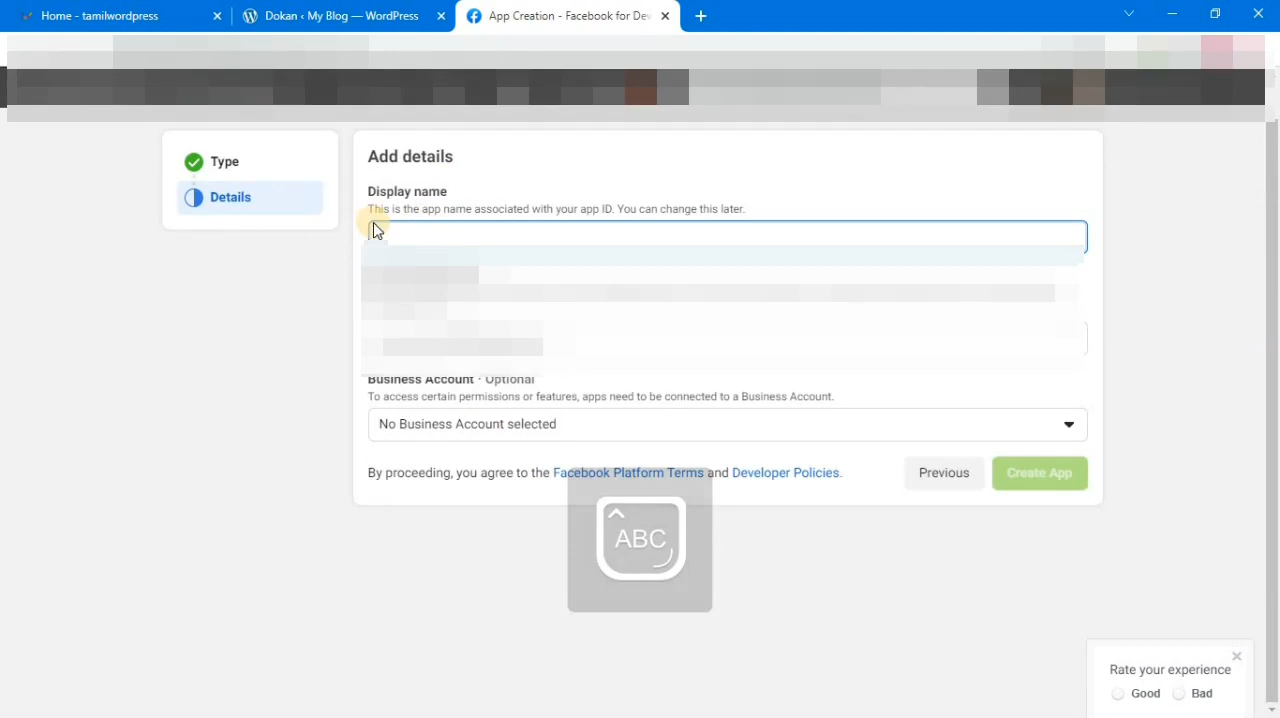 Home - tamilwordpress
Dokan ‹ My Blog — WordPress
App Creation - Facebook for Dev
Type
Details
Add details
Display name
This is the app name associated with your app ID. You can change this later.
Business Account · Optional
To access certain permissions or features, apps need to be connected to a Business Account.
No Business Account selected
By proceeding, you agree to the Facebook Platform Terms and Developer Policies.
Previous
Create App
ABC
Rate your experience
Good
Bad